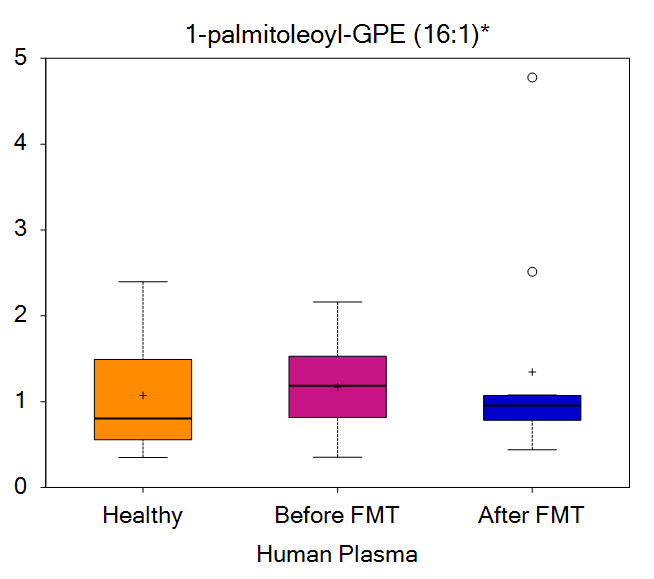 1-palmitoleoyl-GPE (16:1)*
5
4
3
2
1
0
Healthy Before FMT After FMT
Human Plasma